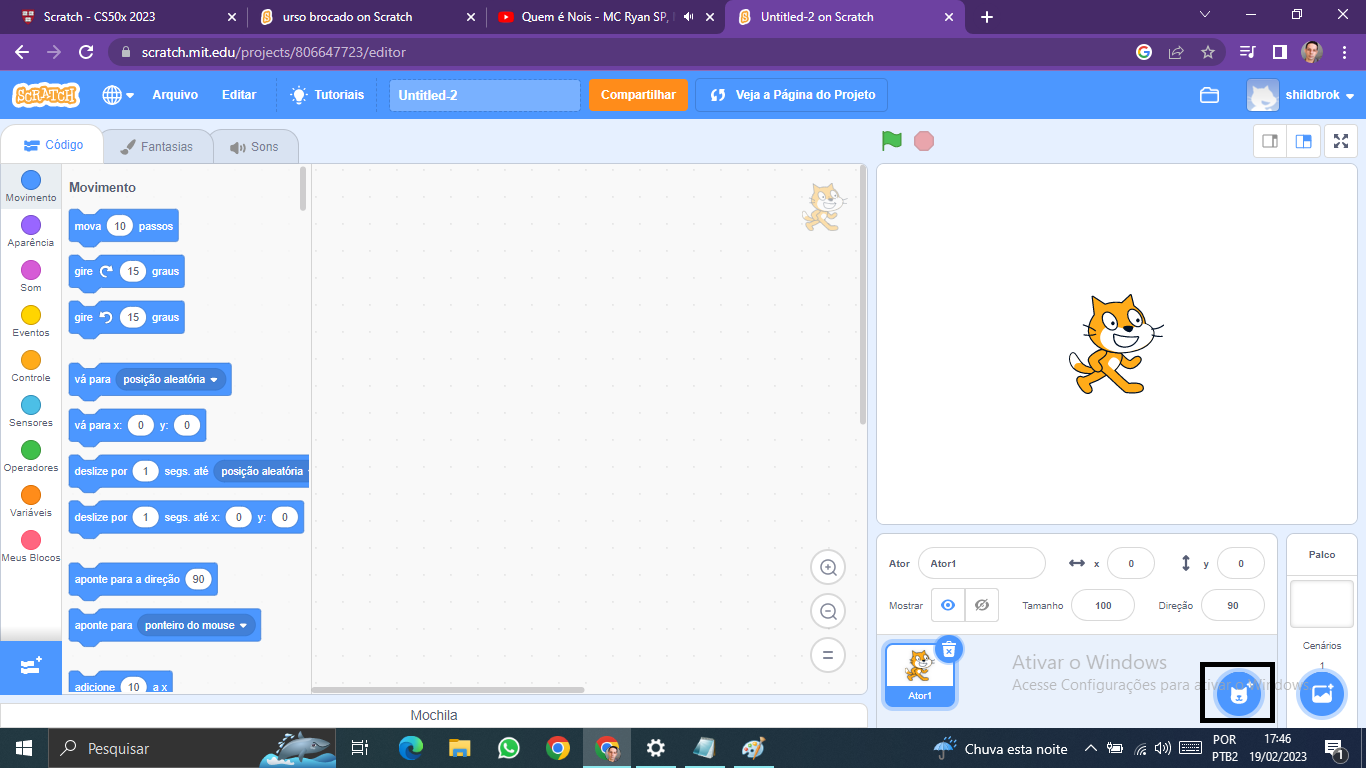 Scratch - CS50x 2023
urso brocado on Scratch
Quem é Nois - MC Ryan SP,
Untitled-2 on Scratch
scratch.mit.edu/projects/806647723/editor
SCRATCH
Arquivo
Editar
Tutoriais
Untitled-2
Compartilhar
Veja a Página do Projeto
shildbrok
Código
Fantasias
Sons
Movimento
Aparência
Som
Eventos
Controle
Sensores
Operadores
Variáveis
Meus Blocos
Movimento
mova 10 passos
gire 15 graus
gire 15 graus
vá para posição aleatória
vá para x: 0 y: 0
deslize por 1 segs. até posição aleatória
deslize por 1 segs. até x: 0 y: 0
aponte para a direção 90
aponte para ponteiro do mouse
adicione 10 a x
Mochila
Ator Ator1 x 0 y 0
Mostrar Tamanho 100 Direção 90
Ator1
Palco
Cenários
1
Ativar o Windows
Acesse Configurações para ativar o Windows.
Pesquisar
Chuva esta noite
POR
PTB2
17:46
19/02/2023
1